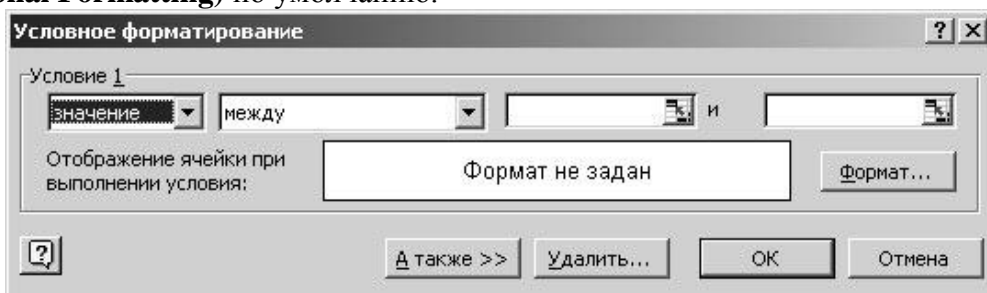 onal Formatting) по умолчанию.
Условное форматирование
Условие 1
значение между и
Отображение ячейки при
выполнении условия:
Формат не задан
Формат...
А также >> Удалить... ОК Отмена